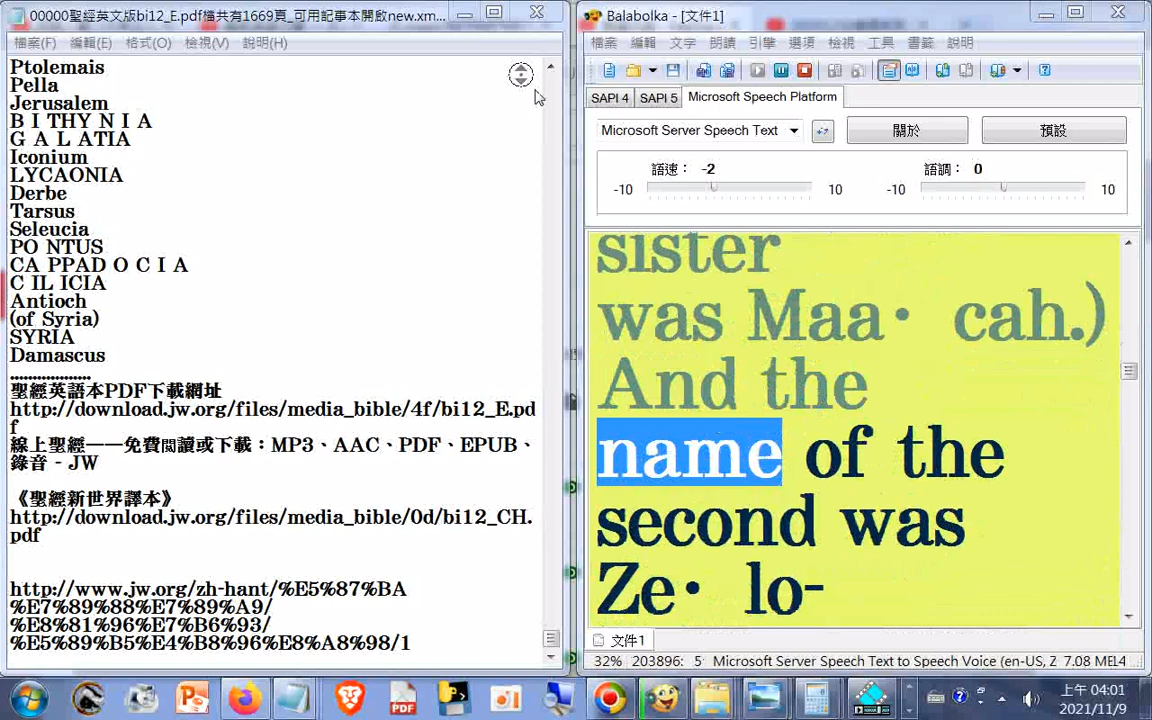 00000聖經英文版bi12_E.pdf檔共有1669頁_可用記事本開啟new.xm...
檔案(F) 編輯(E) 格式(O) 檢視(V) 說明(H)
Ptolemais
Pella
Jerusalem
B I THY N I A
G A L ATIA
Iconium
LYCAONIA
Derbe
Tarsus
Seleucia
PO NTUS
CA PPAD O C I A
C IL ICIA
Antioch
(of Syria)
SYRIA
Damascus
..................
聖經英語本PDF下載網址
http://download.jw.org/files/media_bible/4f/bi12_E.pd
f
線上聖經——免費閱讀或下載：MP3、AAC、PDF、EPUB、
錄音 - JW
《聖經新世界譯本》
http://download.jw.org/files/media_bible/0d/bi12_CH.
pdf
http://www.jw.org/zh-hant/%E5%87%BA
%E7%89%88%E7%89%A9/
%E8%81%96%E7%B6%93/
%E5%89%B5%E4%B8%96%E8%A8%98/1
Balabolka - [文件1]
檔案 編輯 文字 朗讀 引擎 選項 檢視 工具 書籤 說明
SAPI 4 SAPI 5 Microsoft Speech Platform
Microsoft Server Speech Text 關於 預設
語速： -2 語調： 0
-10 10 -10 10
sister
was Maa· cah.)
And the
name of the
second was
Ze· lo-
文件1
32% 203896: 5 Microsoft Server Speech Text to Speech Voice (en-US, Z 7.08 ME L4
PDF
上午 04:01
2021/11/9